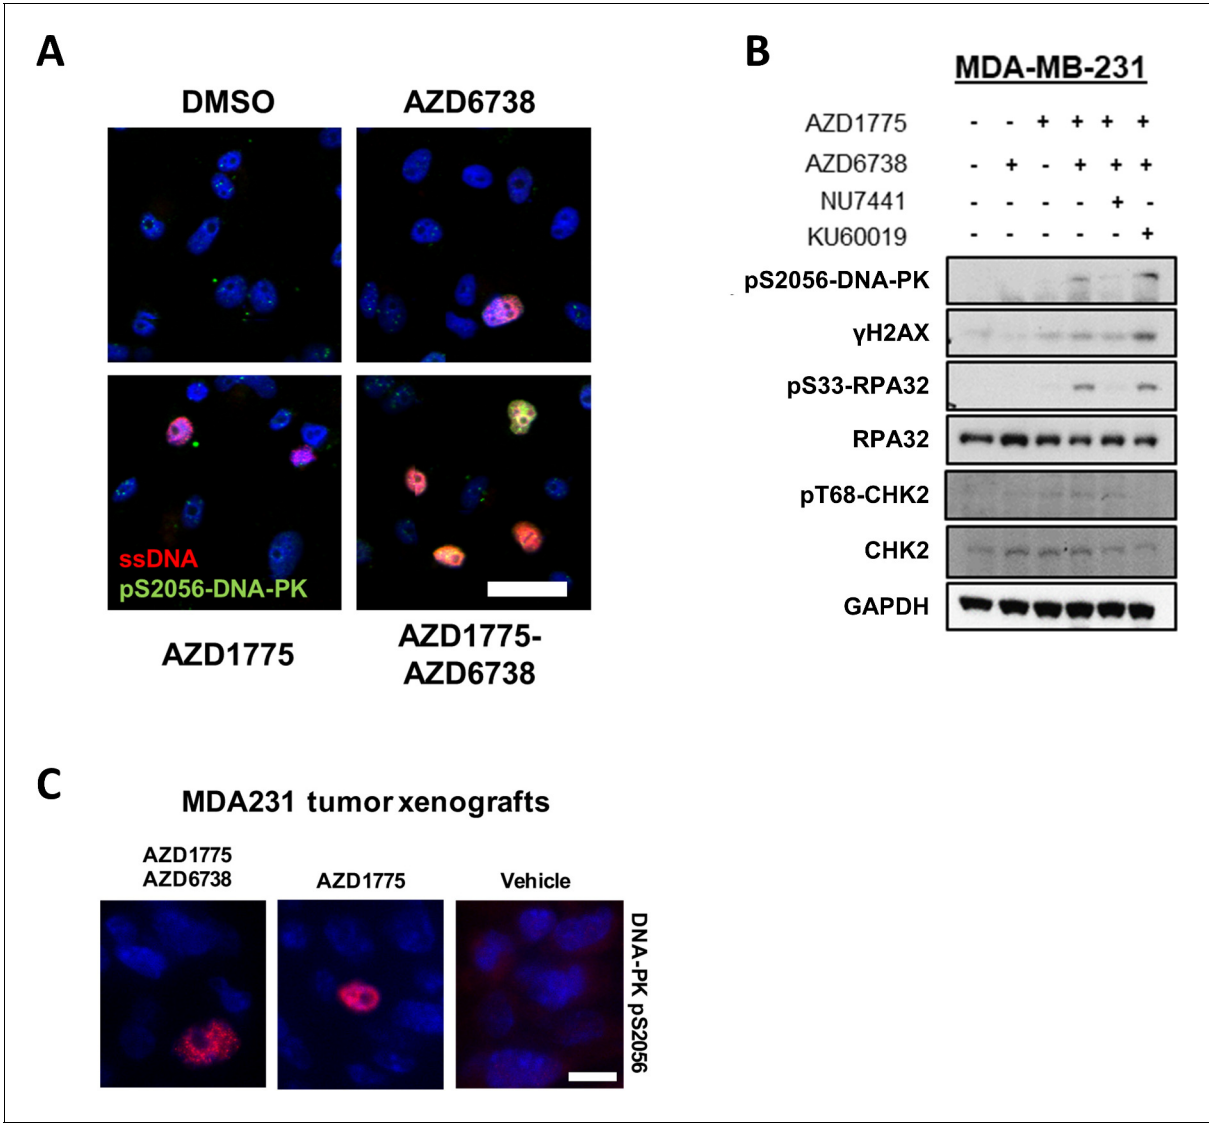 A
DMSO
AZD6738
ssDNA
pS2056-DNA-PK
AZD1775
AZD1775-
AZD6738
B
MDA-MB-231
AZD1775 - - + + + +
AZD6738 - + - + + +
NU7441 - - - - + -
KU60019 - - - - - +
pS2056-DNA-PK
γH2AX
pS33-RPA32
RPA32
pT68-CHK2
CHK2
GAPDH
C
MDA231 tumor xenografts
AZD1775
AZD6738
AZD1775
Vehicle
DNA-PK pS2056